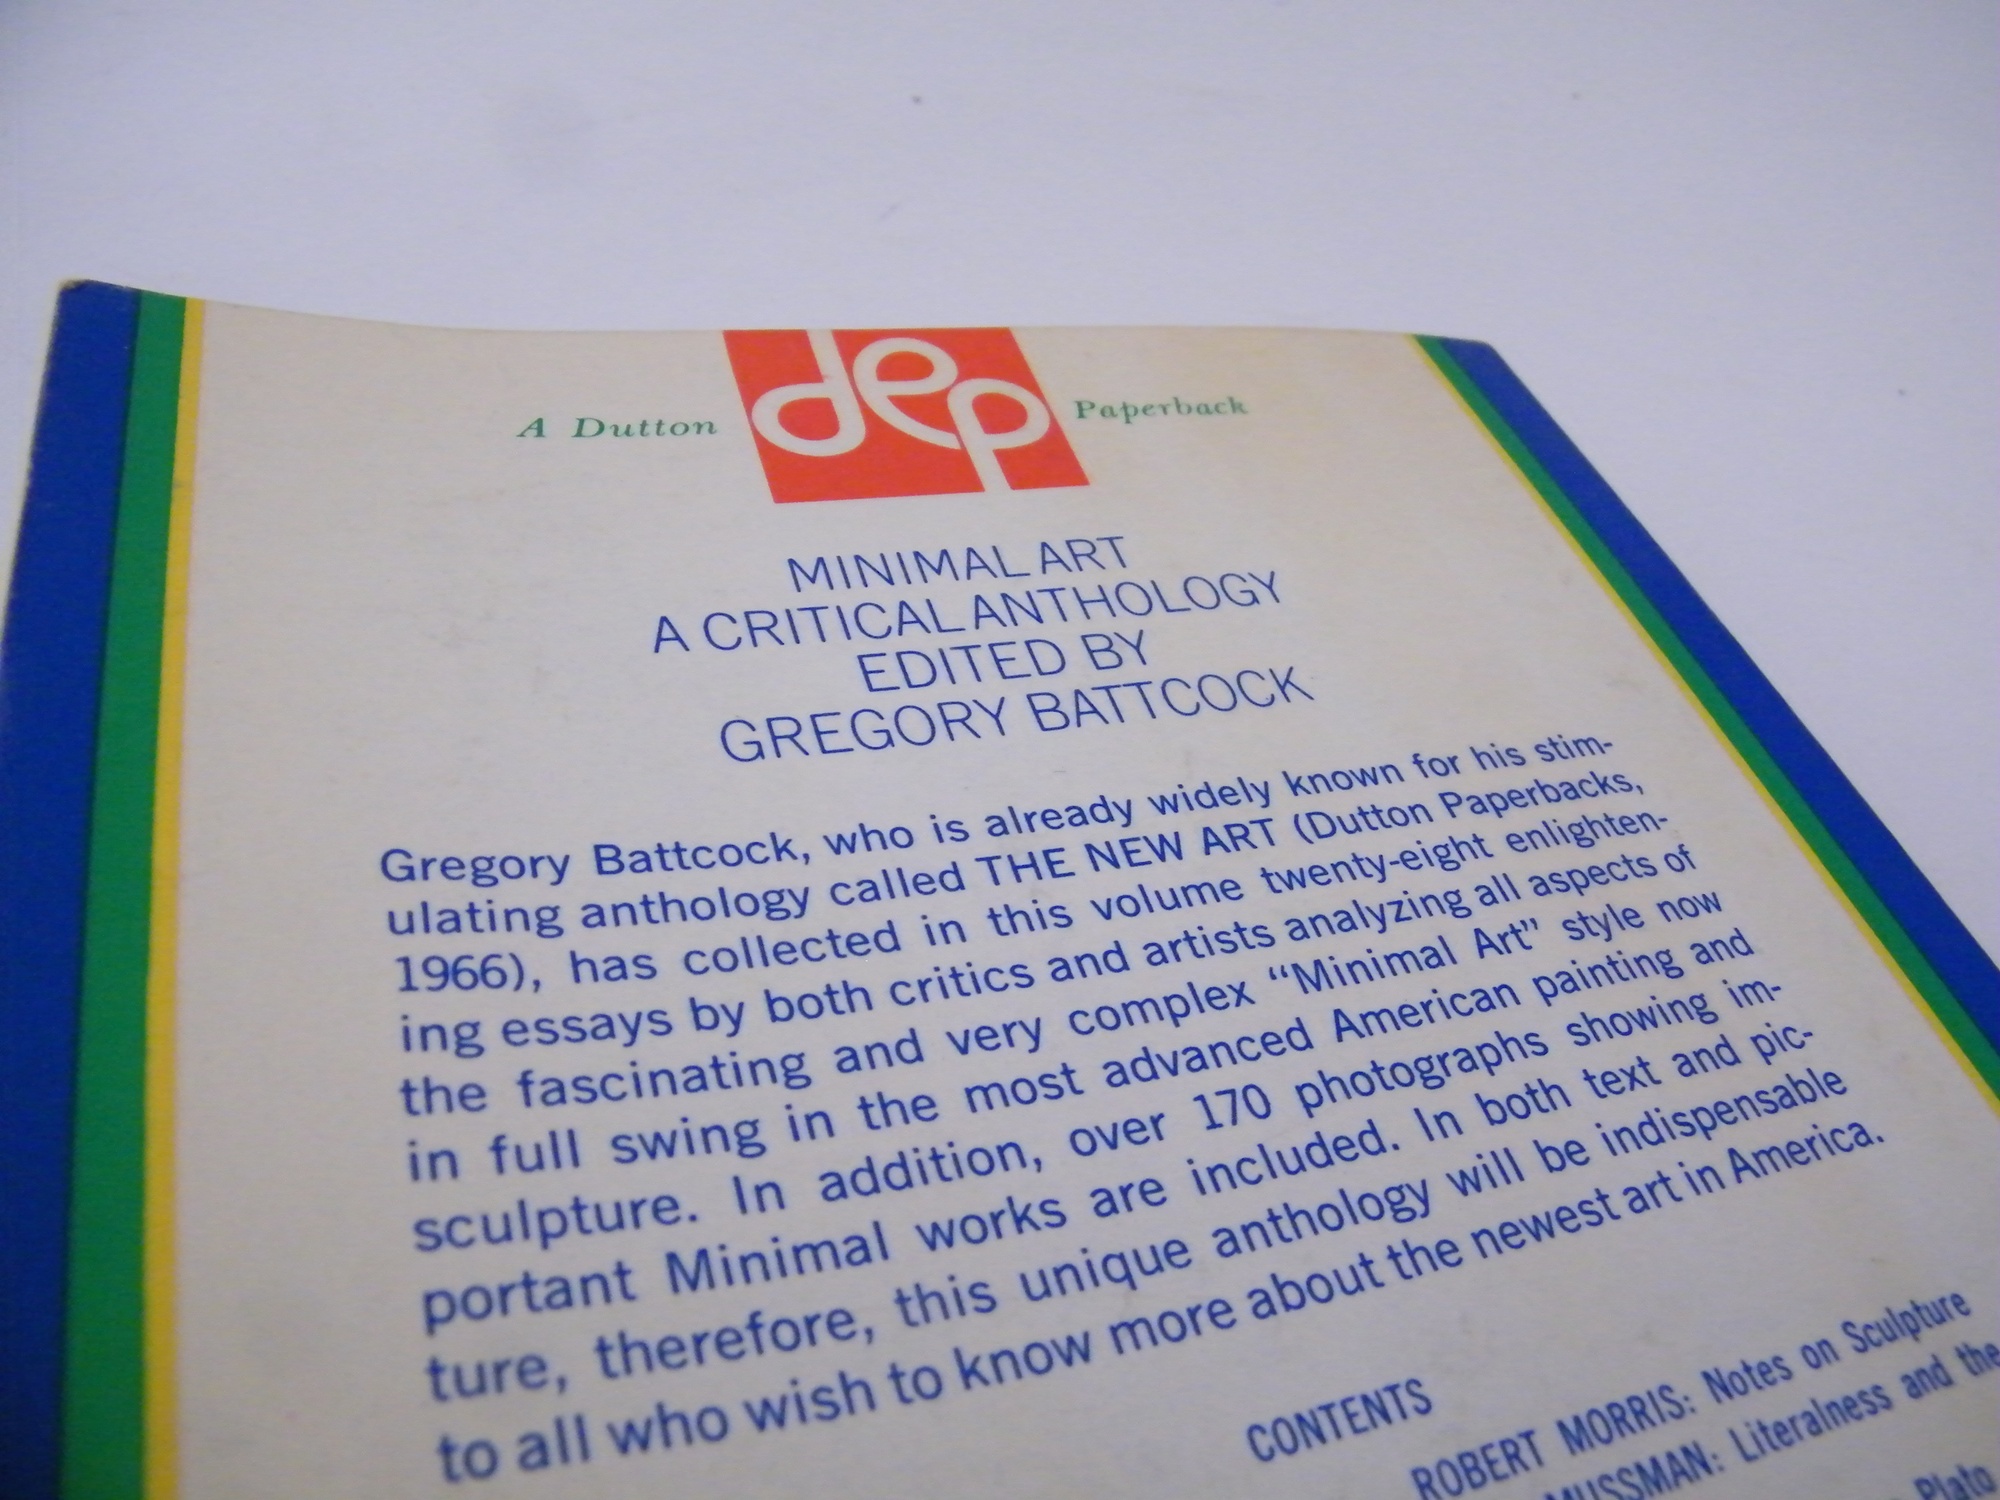 A Dutton dep Paperback
MINIMAL ART
A CRITICAL ANTHOLOGY
EDITED BY
GREGORY BATTCOCK
Gregory Battcock, who is already widely known for his stim-
ulating anthology called THE NEW ART (Dutton Paperbacks,
1966), has collected in this volume twenty-eight enlighten-
ing essays by both critics and artists analyzing all aspects of
the fascinating and very complex “Minimal Art” style now
in full swing in the most advanced American painting and
sculpture. In addition, over 170 photographs showing im-
portant Minimal works are included. In both text and pic-
ture, therefore, this unique anthology will be indispensable
to all who wish to know more about the newest art in America.
CONTENTS
ROBERT MORRIS: Notes on Sculpture
MUSSMAN: Literalness and the
Plato